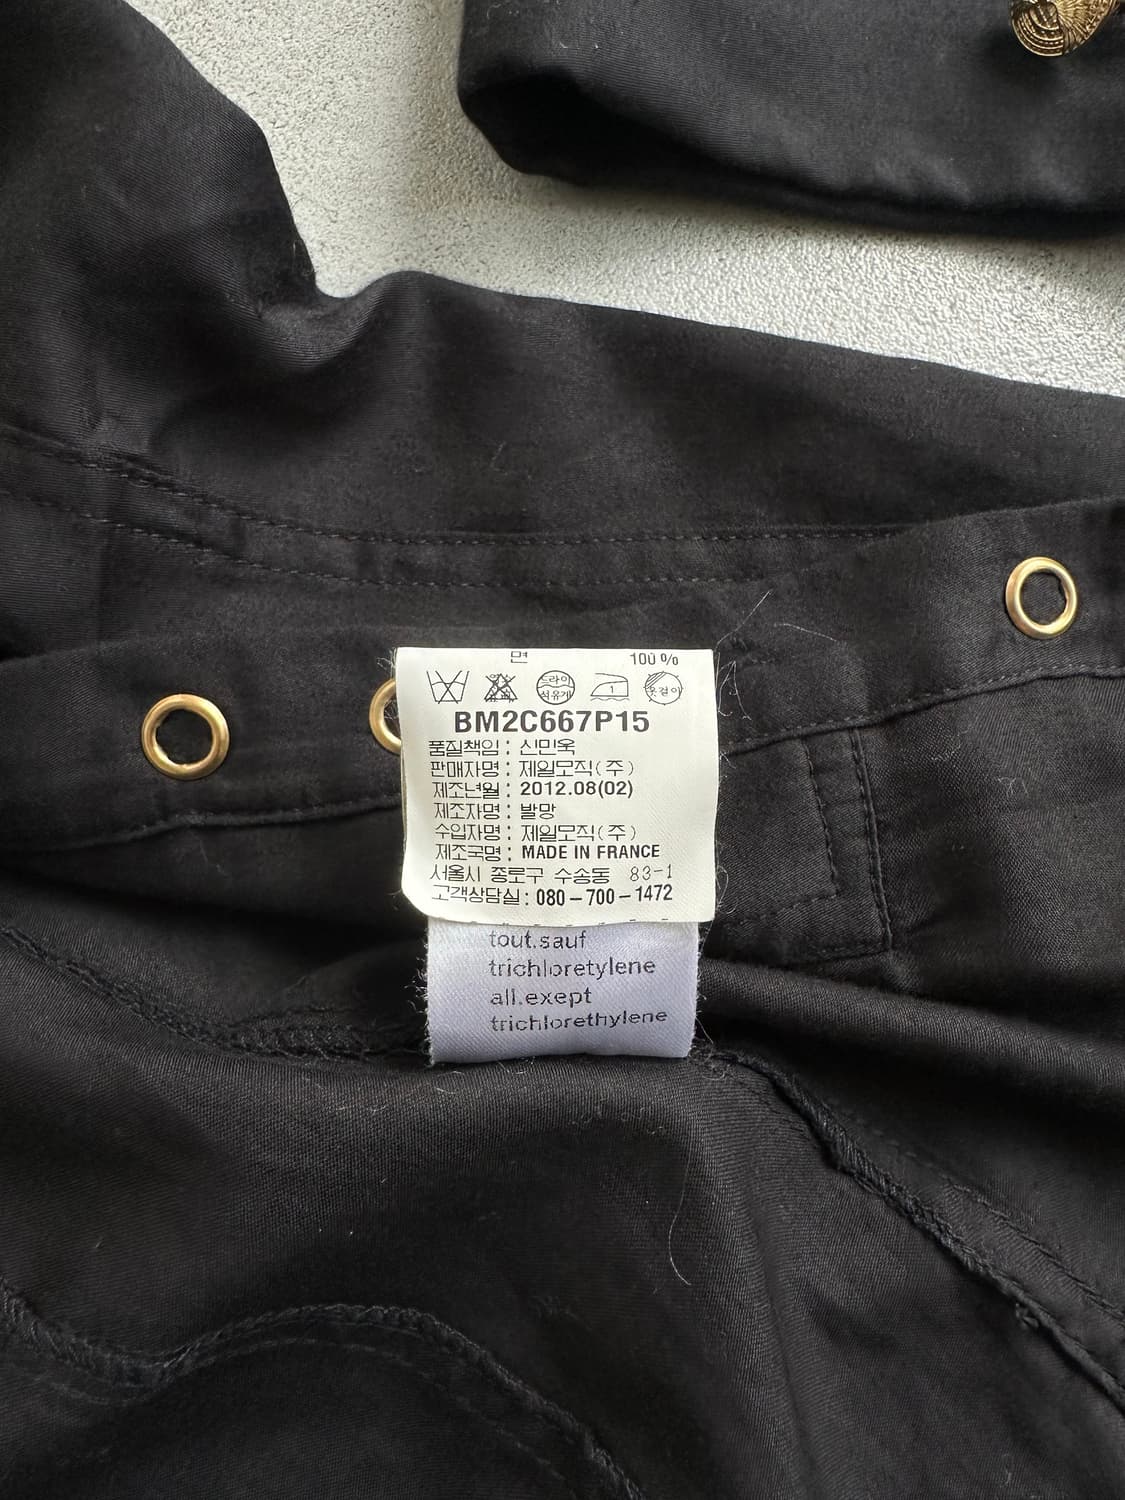 면 100%
드라이
석유계
1
옷걸이
BM2C667P15
품질책임 : 신민욱
판매자명 : 제일모직(주)
제조년월 : 2012.08(02)
제조자명 : 발망
수입자명 : 제일모직(주)
제조국명 : MADE IN FRANCE
서울시 종로구 수송동 83-1
고객상담실 : 080-700-1472
tout.sauf
trichloretylene
all.exept
trichlorethylene